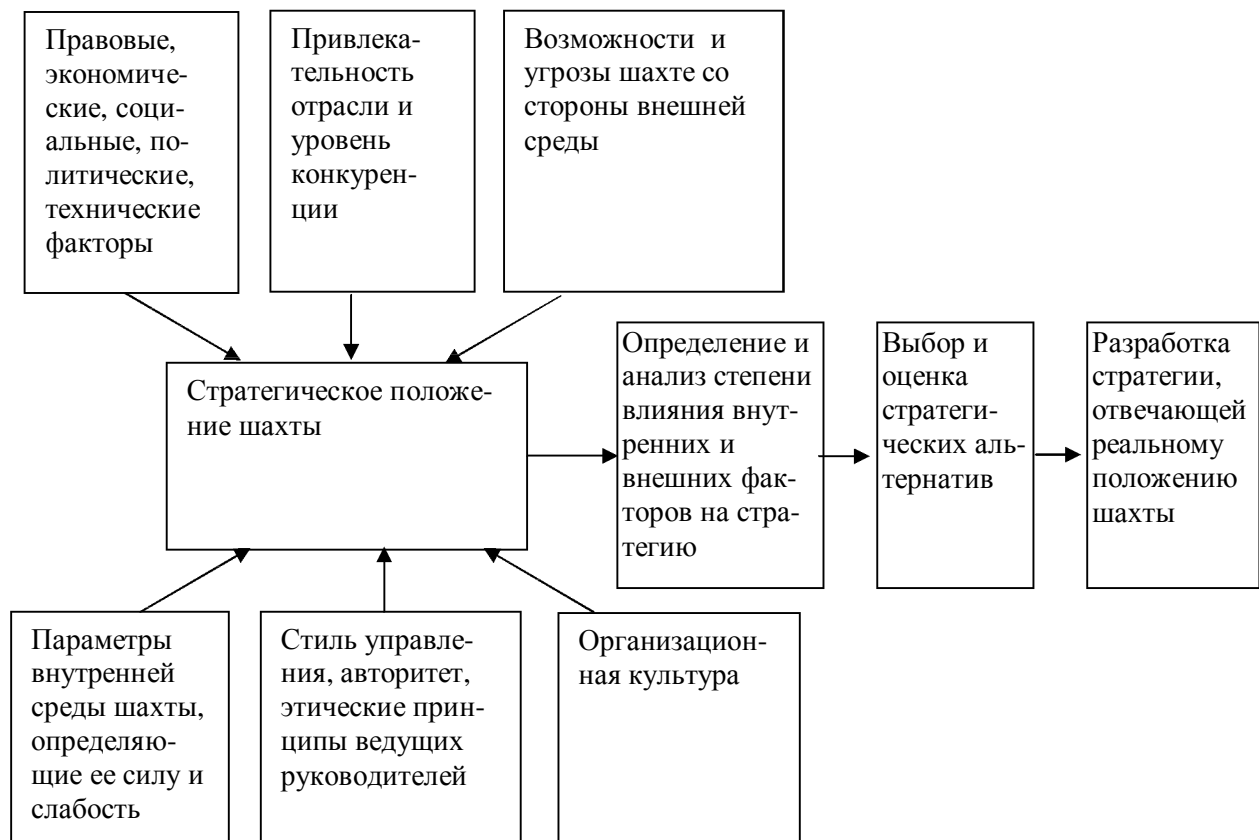 Правовые,
экономиче-
ские, соци-
альные, по-
литические,
технические
факторы
Привлека-
тельность
отрасли и
уровень
конкурен-
ции
Возможности и
угрозы шахте со
стороны внешней
среды
Стратегическое положе-
ние шахты
Определение и
анализ степени
влияния внут-
ренних и
внешних фак-
торов на стра-
тегию
Выбор и
оценка
стратеги-
ческих аль-
тернатив
Разработка
стратегии,
отвечающей
реальному
положению
шахты
Параметры
внутренней
среды шахты,
определяю-
щие ее силу и
слабость
Стиль управле-
ния, авторитет,
этические прин-
ципы ведущих
руководителей
Организацион-
ная культура